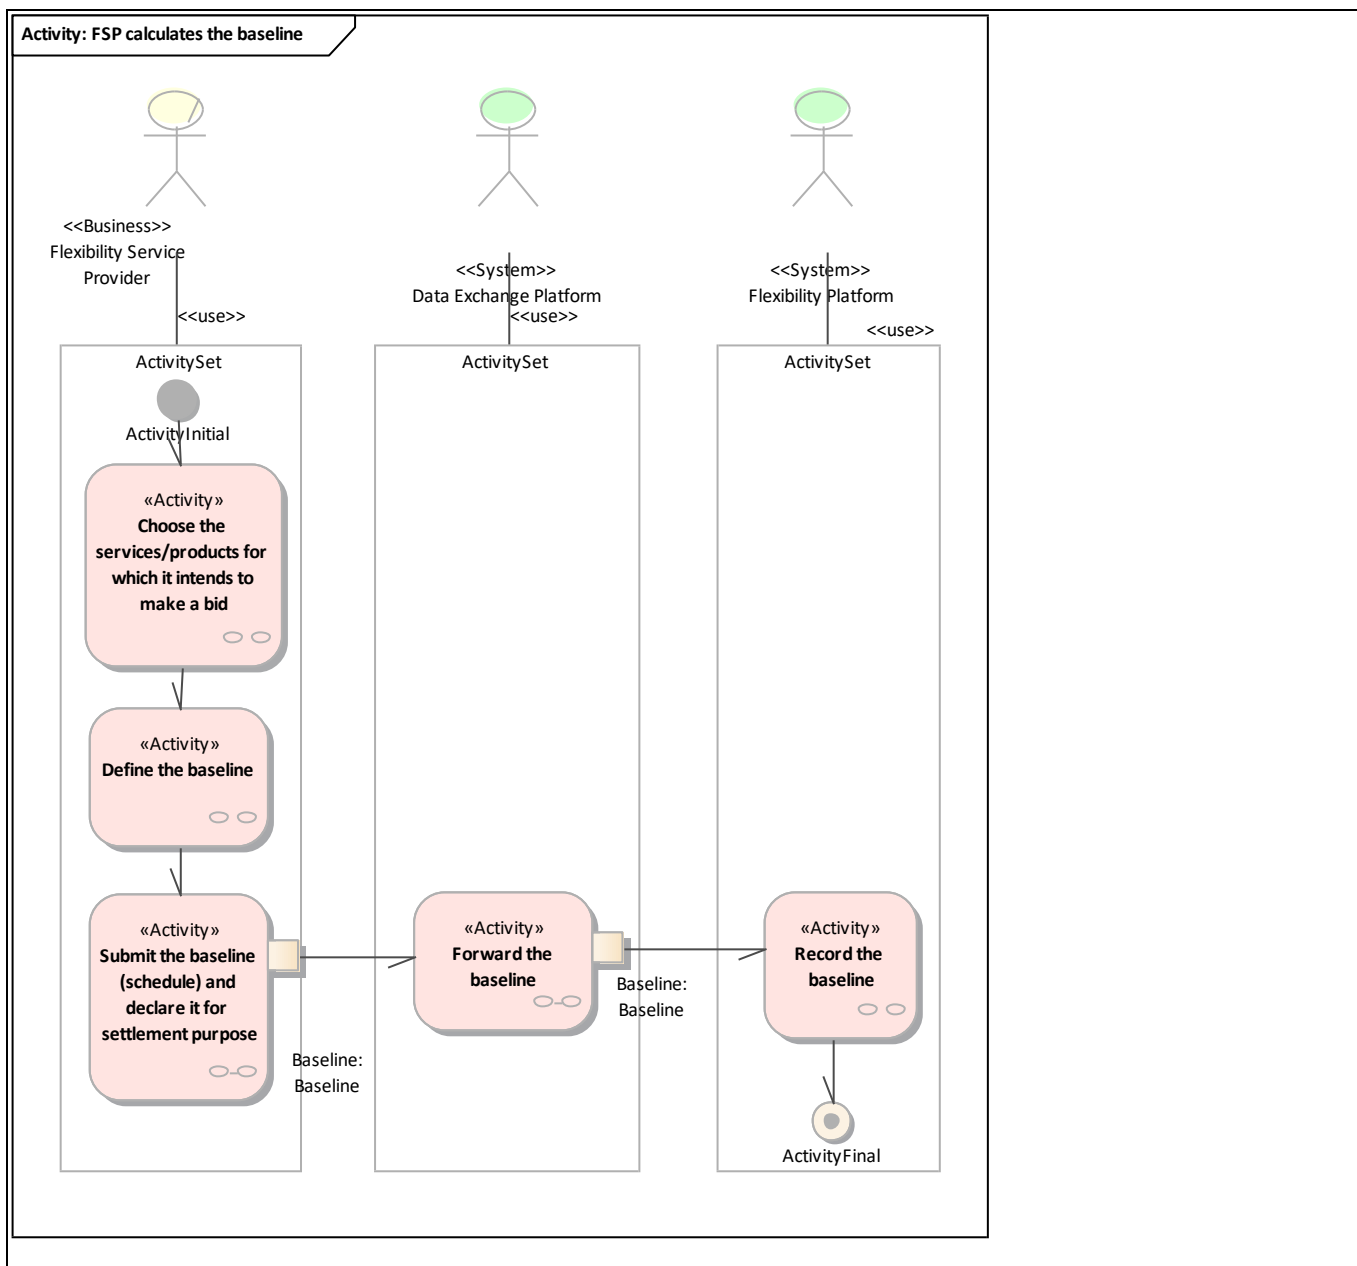 Activity: FSP calculates the baseline
<<Business>>
Flexibility Service
Provider
<<use>>
<<System>>
Data Exchange Platform
<<use>>
<<System>>
Flexibility Platform
<<use>>
ActivitySet
ActivitySet
ActivitySet
ActivityInitial
«Activity»
Choose the
services/products for
which it intends to
make a bid
«Activity»
Define the baseline
«Activity»
Submit the baseline
(schedule) and
declare it for
settlement purpose
Baseline:
Baseline
«Activity»
Forward the
baseline
Baseline:
Baseline
«Activity»
Record the
baseline
ActivityFinal